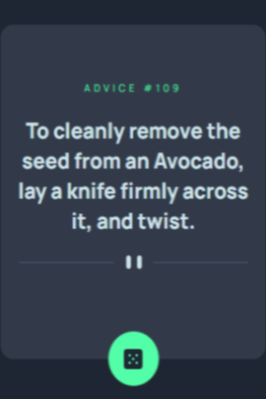 ADVICE #109
To cleanly remove the
seed from an Avocado,
lay a knife firmly across
it, and twist.